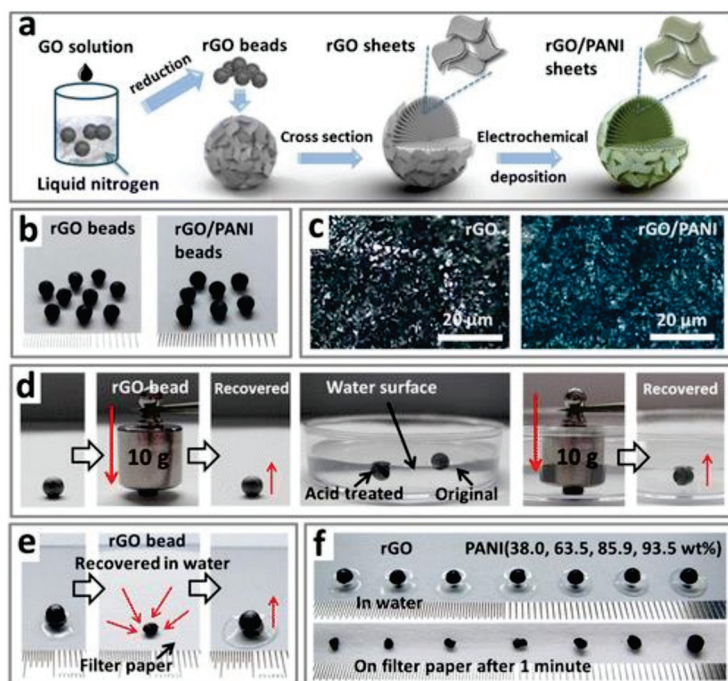 a
GO solution
reduction
rGO beads
rGO sheets
rGO/PANI
sheets
Cross section
Electrochemical
deposition
Liquid nitrogen
b
rGO beads
rGO/PANI
beads
c
rGO
20 μm
rGO/PANI
20 μm
d
rGO bead
10 g
Recovered
Water surface
Acid treated
Original
10 g
Recovered
e
rGO bead
Recovered in water
Filter paper
f
rGO
PANI(38.0, 63.5, 85.9, 93.5 wt%)
In water
On filter paper after 1 minute